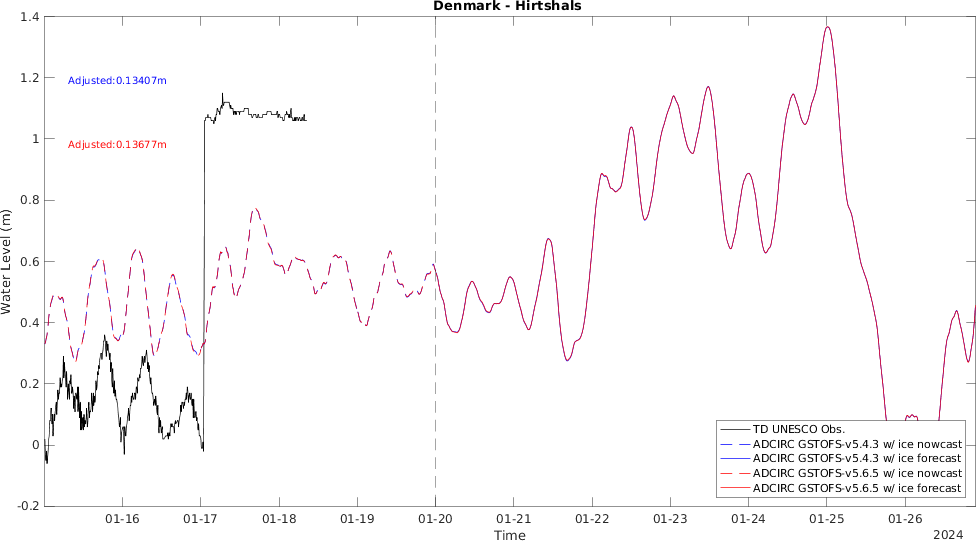 Denmark - Hirtshals
Water Level (m)
1.4
1.2
1
0.8
0.6
0.4
0.2
0
-0.2
Adjusted:0.13407m
Adjusted:0.13677m
TD UNESCO Obs.
ADCIRC GSTOFS-v5.4.3 w/ ice nowcast
ADCIRC GSTOFS-v5.4.3 w/ ice forecast
ADCIRC GSTOFS-v5.6.5 w/ ice nowcast
ADCIRC GSTOFS-v5.6.5 w/ ice forecast
01-16 01-17 01-18 01-19 01-20 01-21 01-22 01-23 01-24 01-25 01-26
Time
2024